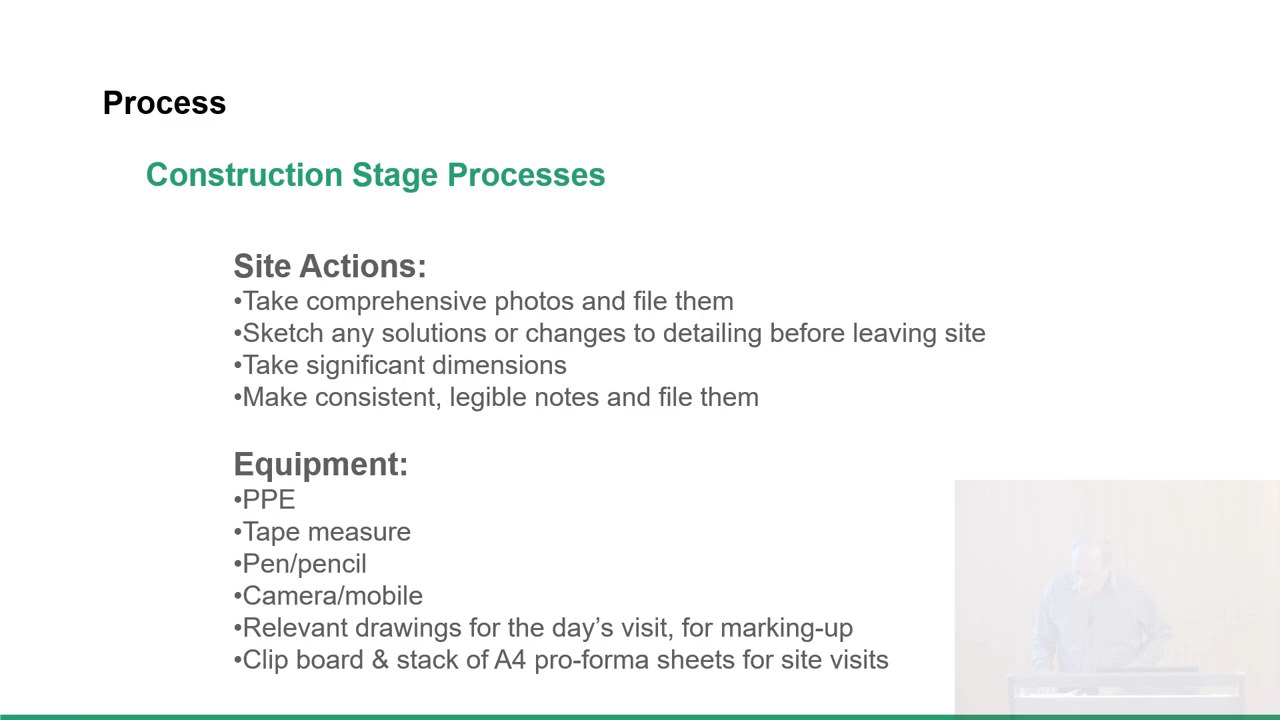 Process
Construction Stage Processes
Site Actions:
•Take comprehensive photos and file them
•Sketch any solutions or changes to detailing before leaving site
•Take significant dimensions
•Make consistent, legible notes and file them
Equipment:
•PPE
•Tape measure
•Pen/pencil
•Camera/mobile
•Relevant drawings for the day’s visit, for marking-up
•Clip board & stack of A4 pro-forma sheets for site visits